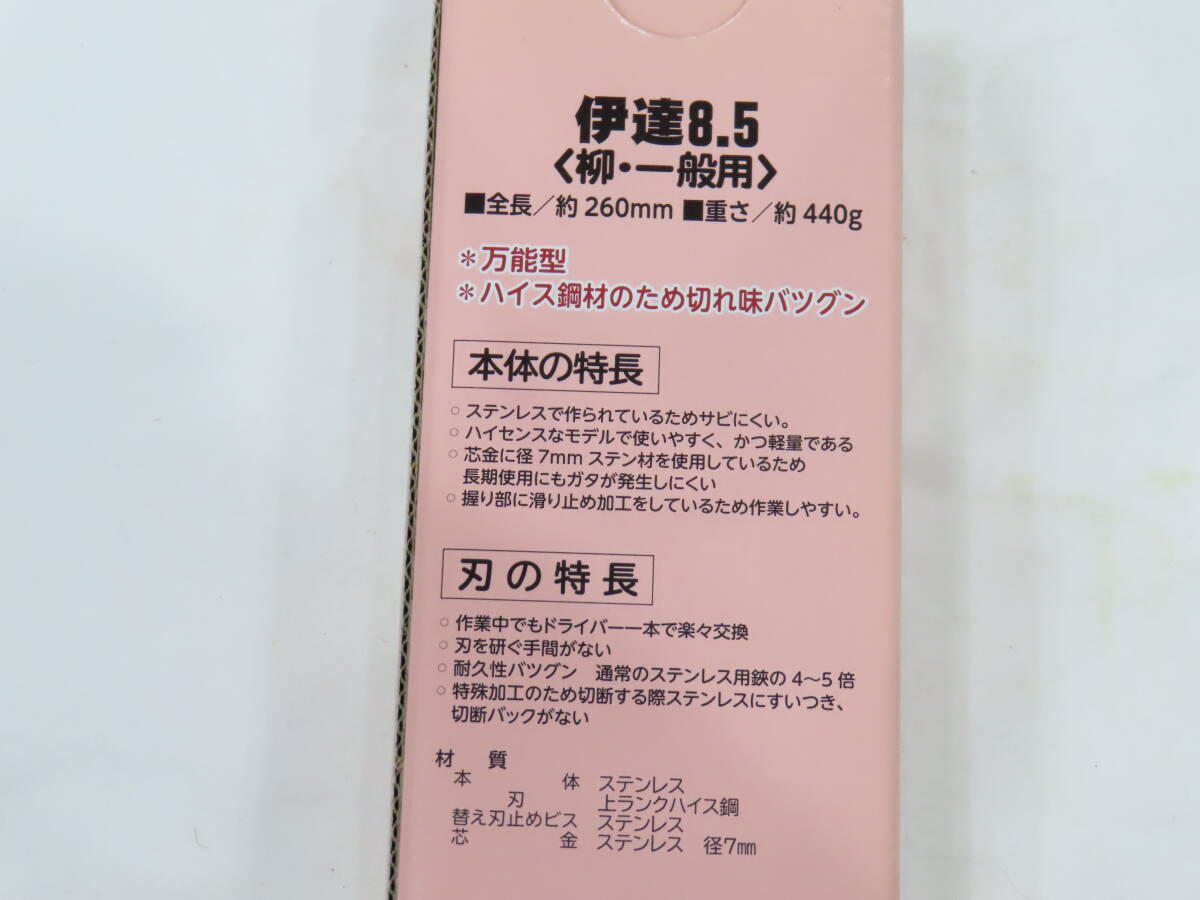 伊達8.5
〈柳・一般用〉
■全長／約260mm ■重さ／約440g
＊万能型
＊ハイス鋼材のため切れ味バツグン
本体の特長
○ ステンレスで作られているためサビにくい。
○ ハイセンスなモデルで使いやすく、かつ軽量である
○ 芯金に径7mm ステン材を使用しているため
長期使用にもガタが発生しにくい
○ 握り部に滑り止め加工をしているため作業しやすい。
刃の特長
○ 作業中でもドライバー一本で楽々交換
○ 刃を研ぐ手間がない
○ 耐久性バツグン　通常のステンレス用鋏の4〜5倍
○ 特殊加工のため切断する際ステンレスにすいつき、
切断バックがない
材　質
本　　　体　ステンレス
刃　上ランクハイス鋼
替え刃止めビス　ステンレス
芯　　　金　ステンレス　径7mm